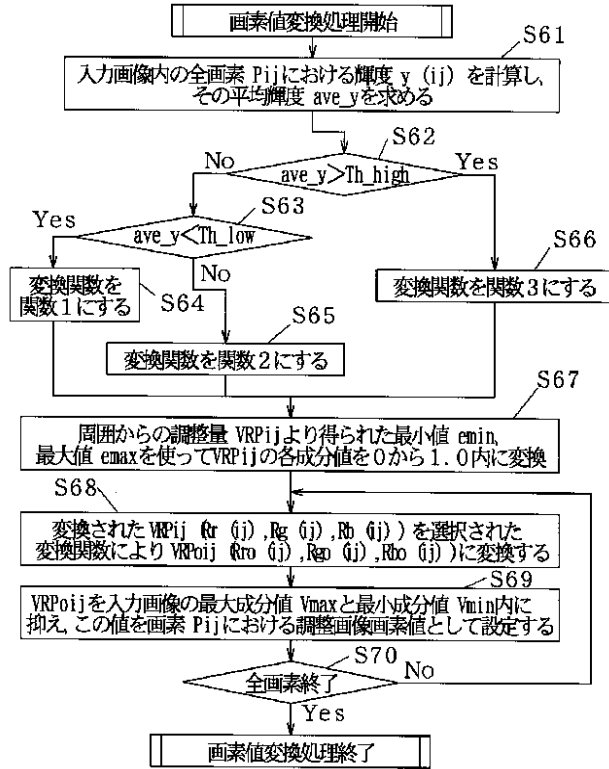 画素値変換処理開始
S61
入力画像内の全画素 Pijにおける輝度 y (ij) を計算し,
その平均輝度 ave_yを求める
S62
No
ave_y>Th_high
Yes
S63
Yes
ave_y<Th_low
No
S66
変換関数を
関数1にする
S64
変換関数を関数3にする
S65
変換関数を関数2にする
S67
周囲からの調整量 VRPijより得られた最小値 emin,
最大値 emaxを使ってVRPijの各成分値を0から1.0内に変換
S68
変換された VRPij (Rr (ij) ,Rg (ij) ,Rb (ij) ) を選択された
変換関数により VRPoij (Rro (ij) ,Rgo (ij) ,Rbo (ij) )に変換する
S69
VRPoijを入力画像の最大成分値 Vmaxと最小成分値 Vmin内に
抑え,この値を画素 Pijにおける調整画像画素値として設定する
S70
全画素終了
No
Yes
画素値変換処理終了